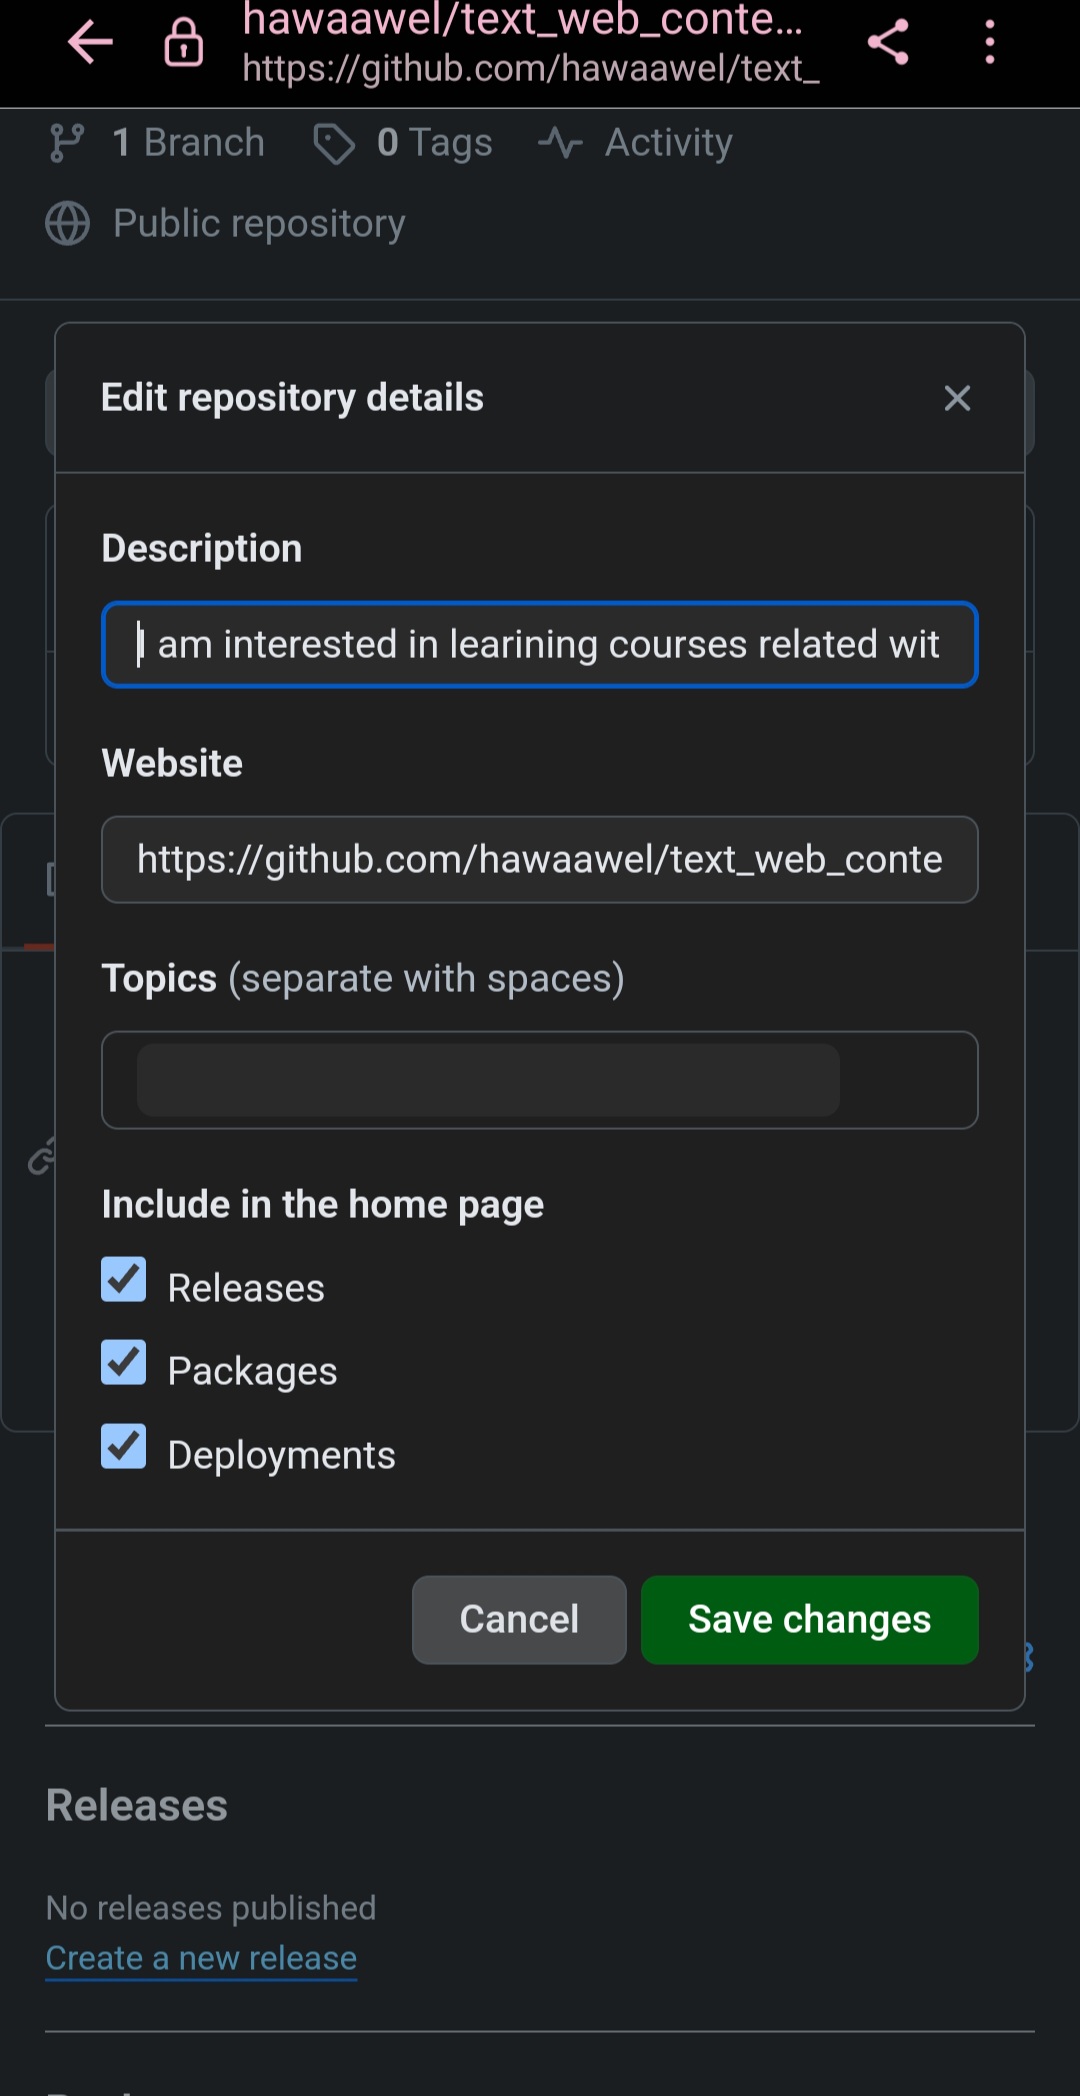 hawaawel/text_web_conte...
https://github.com/hawaawel/text_
1 Branch 0 Tags Activity
Public repository
Edit repository details
Description
I am interested in learining courses related wit
Website
https://github.com/hawaawel/text_web_conte
Topics (separate with spaces)
Include in the home page
Releases
Packages
Deployments
Cancel Save changes
Releases
No releases published
Create a new release